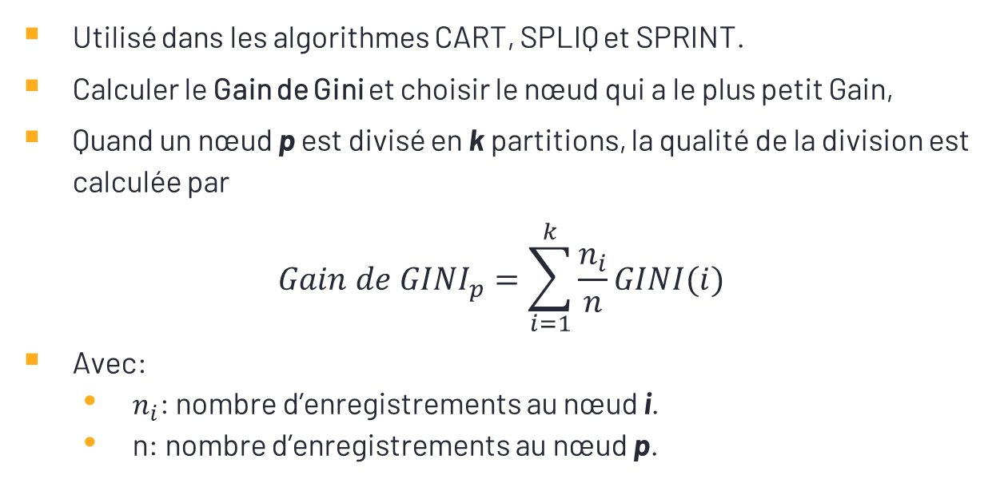 Utilisé dans les algorithmes CART, SPLIQ et SPRINT.
Calculer le Gain de Gini et choisir le nœud qui a le plus petit Gain,
Quand un nœud p est divisé en k partitions, la qualité de la division est
calculée par
Gain de GINI_p = \sum_{i=1}^{k} \frac{n_i}{n} GINI(i)
Avec:
n_i: nombre d’enregistrements au nœud i.
n: nombre d’enregistrements au nœud p.